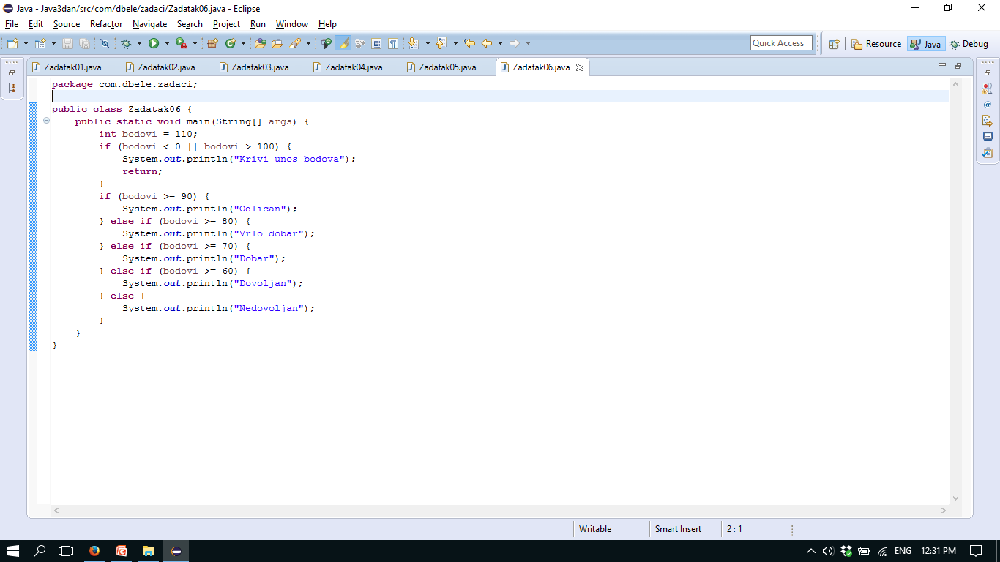 Java - Java3dan/src/com/dbele/zadaci/Zadatak06.java - Eclipse
File Edit Source Refactor Navigate Search Project Run Window Help
Quick Access Resource Java Debug
Zadatak01.java Zadatak02.java Zadatak03.java Zadatak04.java Zadatak05.java Zadatak06.java
package com.dbele.zadaci;
public class Zadatak06 {
    public static void main(String[] args) {
        int bodovi = 110;
        if (bodovi < 0 || bodovi > 100) {
            System.out.println("Krivi unos bodova");
            return;
        }
        if (bodovi >= 90) {
            System.out.println("Odlican");
        } else if (bodovi >= 80) {
            System.out.println("Vrlo dobar");
        } else if (bodovi >= 70) {
            System.out.println("Dobar");
        } else if (bodovi >= 60) {
            System.out.println("Dovoljan");
        } else {
            System.out.println("Nedovoljan");
        }
    }
}
Writable Smart Insert 2 : 1
ENG 12:31 PM